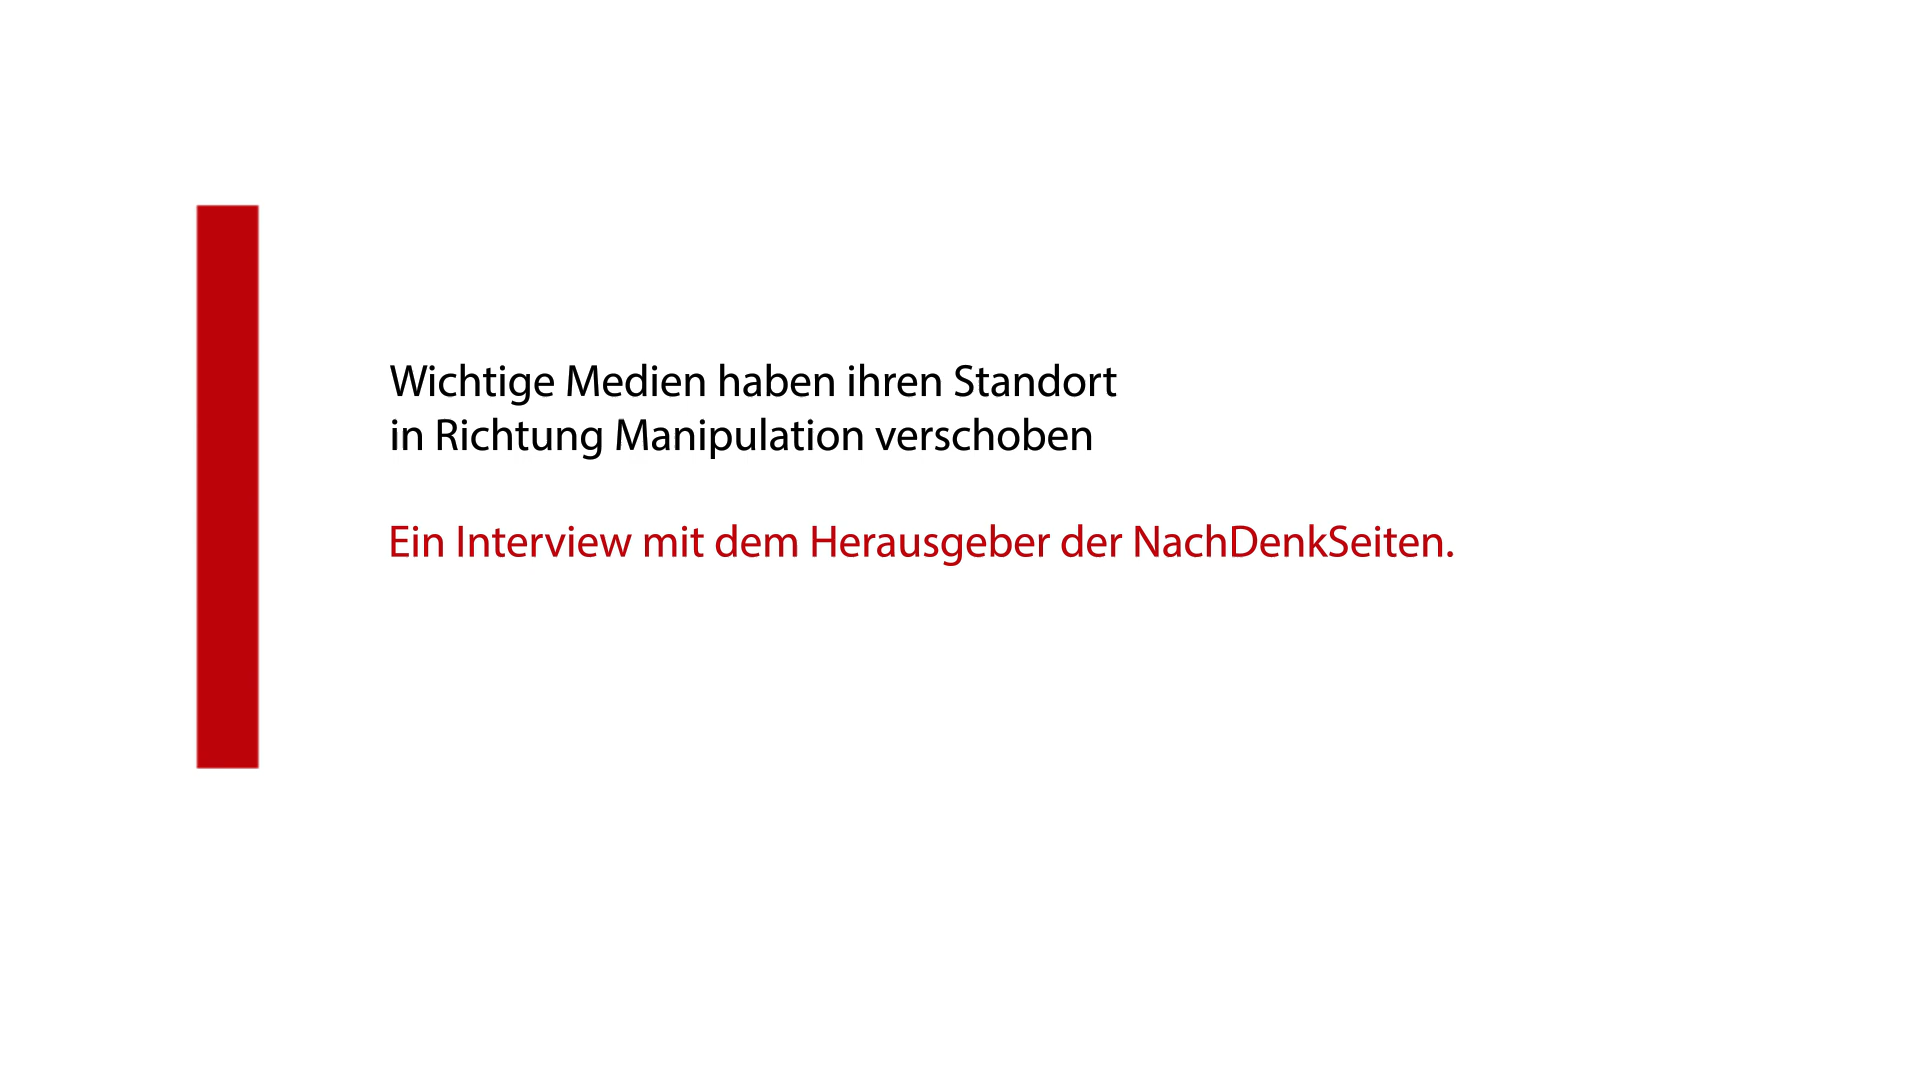 Wichtige Medien haben ihren Standort
in Richtung Manipulation verschoben
Ein Interview mit dem Herausgeber der NachDenkSeiten.